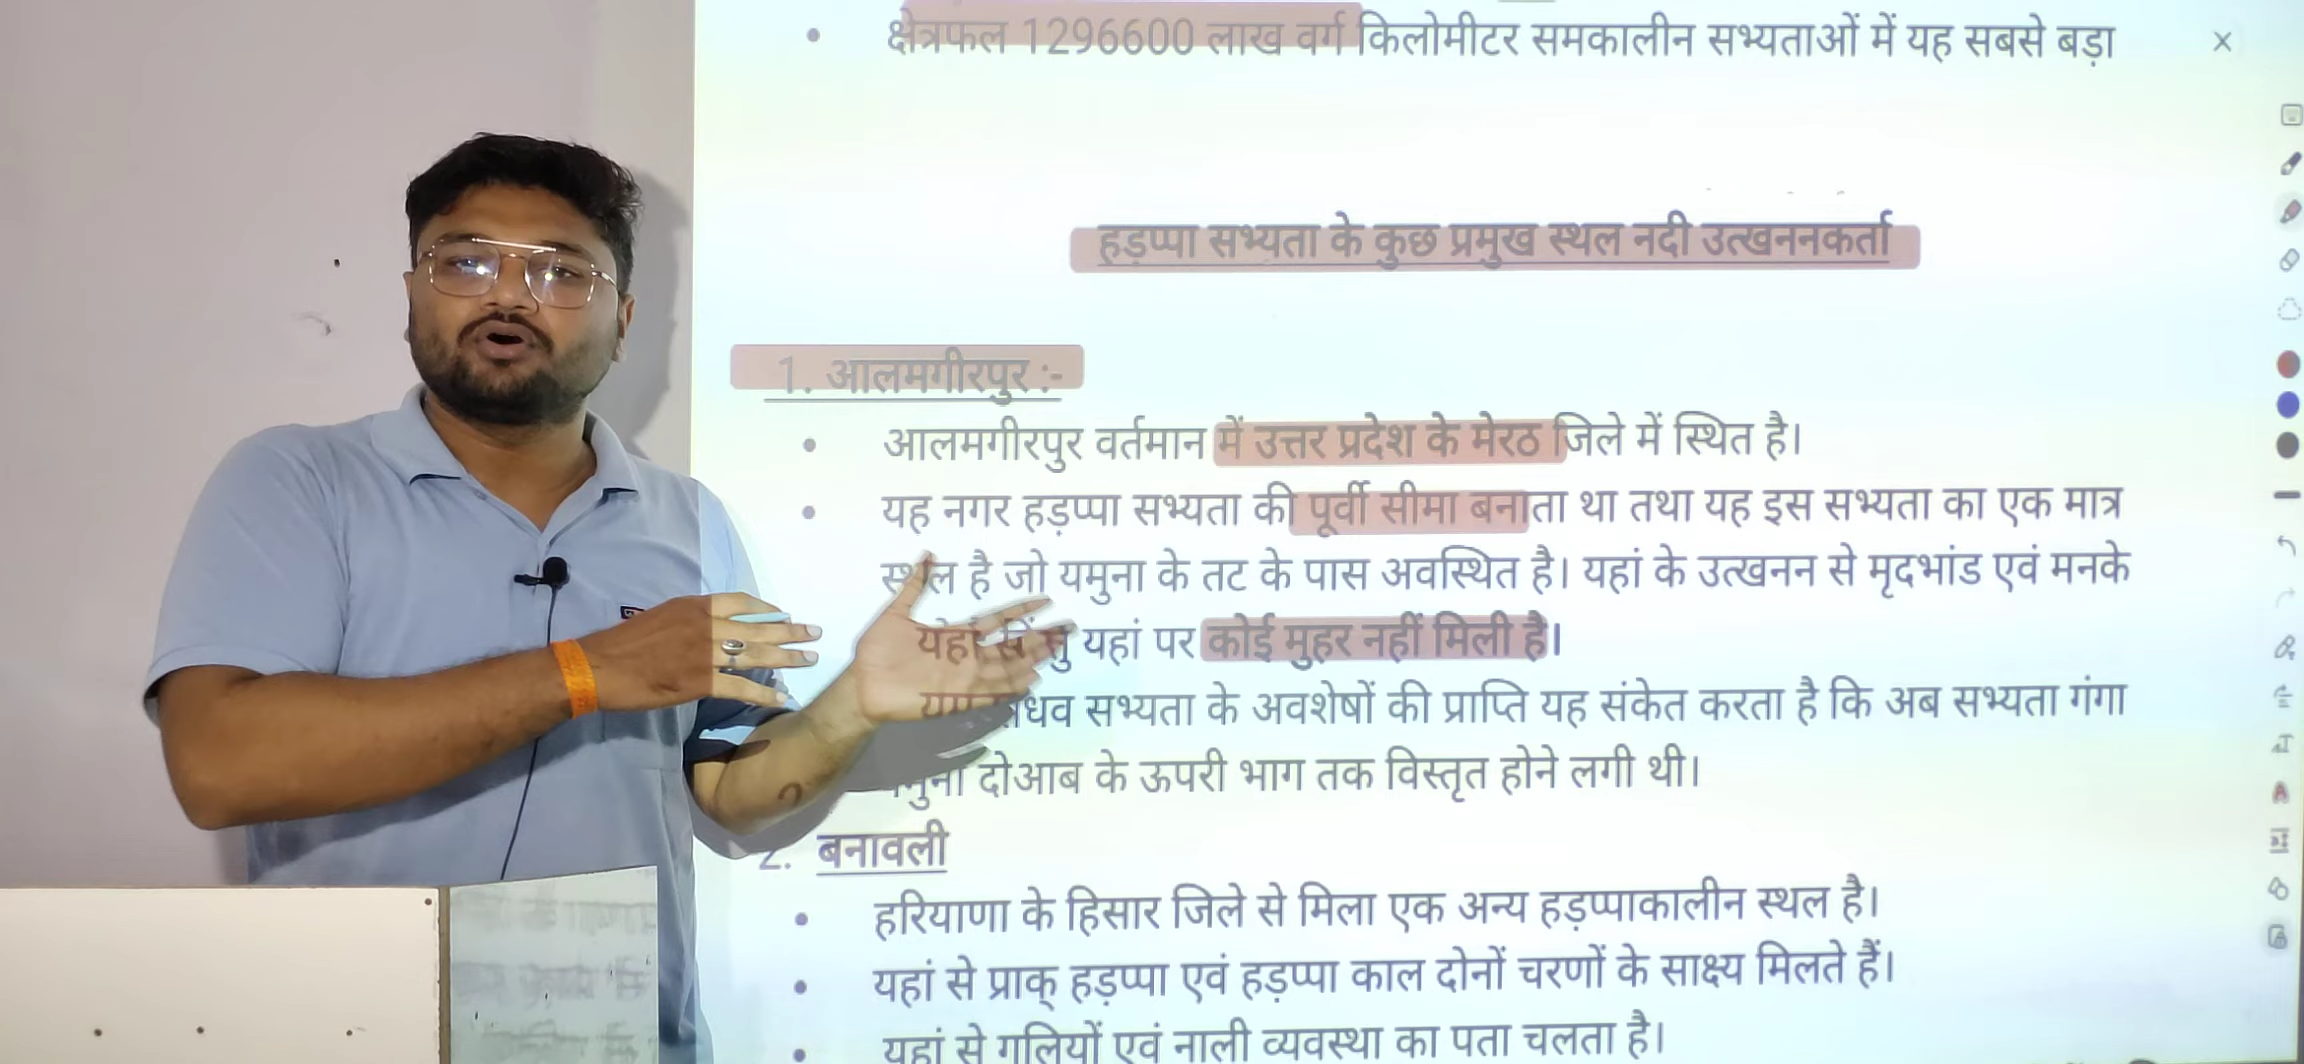 क्षेत्रफल 1296600 लाख वर्ग किलोमीटर समकालीन सभ्यताओं में यह सबसे बड़ा
हड़प्पा सभ्यता के कुछ प्रमुख स्थल नदी उत्खननकर्ता
1. आलमगीरपुर :-
आलमगीरपुर वर्तमान में उत्तर प्रदेश के मेरठ जिले में स्थित है।
यह नगर हड़प्पा सभ्यता की पूर्वी सीमा बनाता था तथा यह इस सभ्यता का एक मात्र
स्थल है जो यमुना के तट के पास अवस्थित है। यहां के उत्खनन से मृदभांड एवं मनके
यहां पर कोई मुहर नहीं मिली है।
सभ्यता के अवशेषों की प्राप्ति यह संकेत करता है कि अब सभ्यता गंगा
दोआब के ऊपरी भाग तक विस्तृत होने लगी थी।
2. बनावली
हरियाणा के हिसार जिले से मिला एक अन्य हड़प्पाकालीन स्थल है।
यहां से प्राक् हड़प्पा एवं हड़प्पा काल दोनों चरणों के साक्ष्य मिलते हैं।
यहां से गलियों एवं नाली व्यवस्था का पता चलता है।